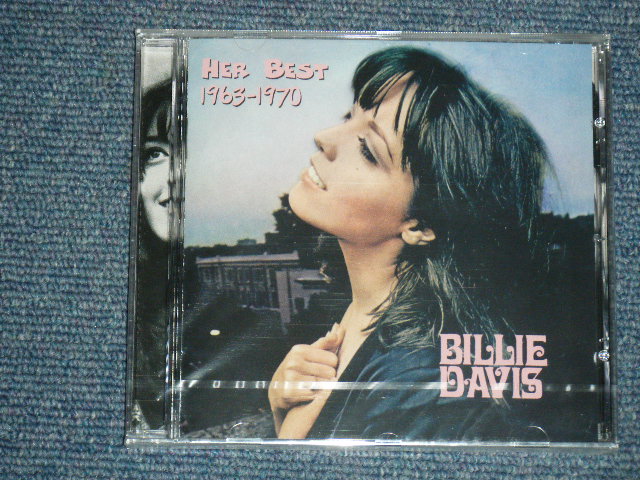 HER BEST
1963-1970
BILLIE
DAVIS